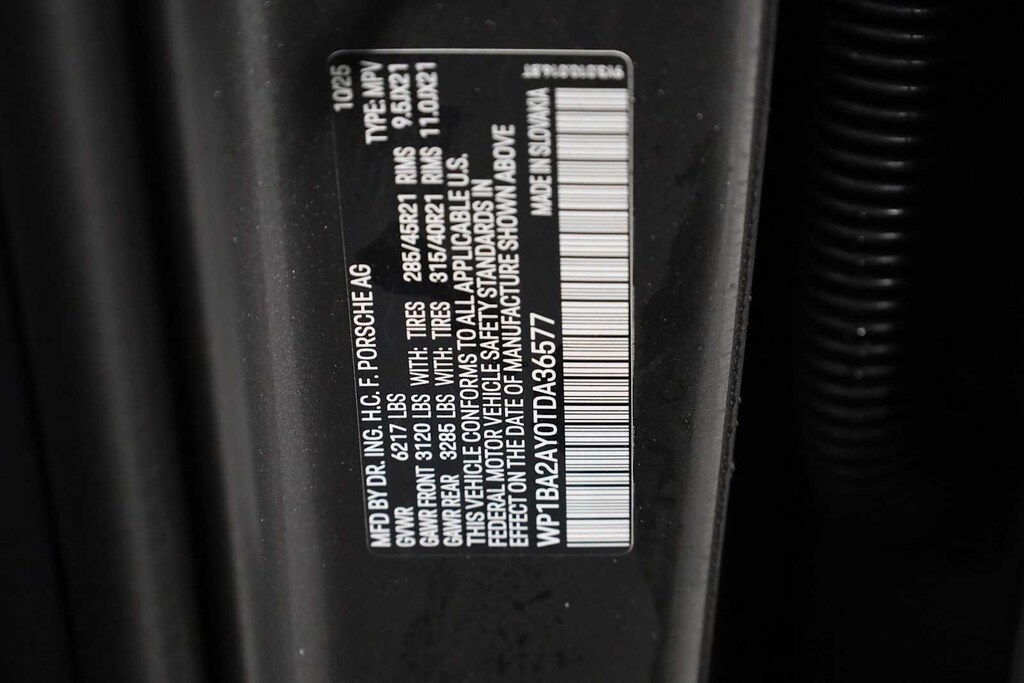 10/25
MFD BY DR. ING. H.C. F. PORSCHE AG
GVWR 6217 LBS TYPE: MPV
GAWR FRONT 3120 LBS WITH: TIRES 285/45R21 RIMS 9.5JX21
GAWR REAR 3285 LBS WITH: TIRES 315/40R21 RIMS 11.0JX21
THIS VEHICLE CONFORMS TO ALL APPLICABLE U.S.
FEDERAL MOTOR VEHICLE SAFETY STANDARDS IN
EFFECT ON THE DATE OF MANUFACTURE SHOWN ABOVE
WP1BA2AY0TDA36577 MADE IN SLOVAKIA